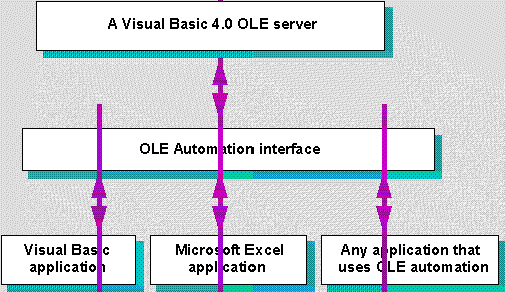 A Visual Basic 4.0 OLE server
OLE Automation interface
Visual Basic
application
Microsoft Excel
application
Any application that
uses OLE automation